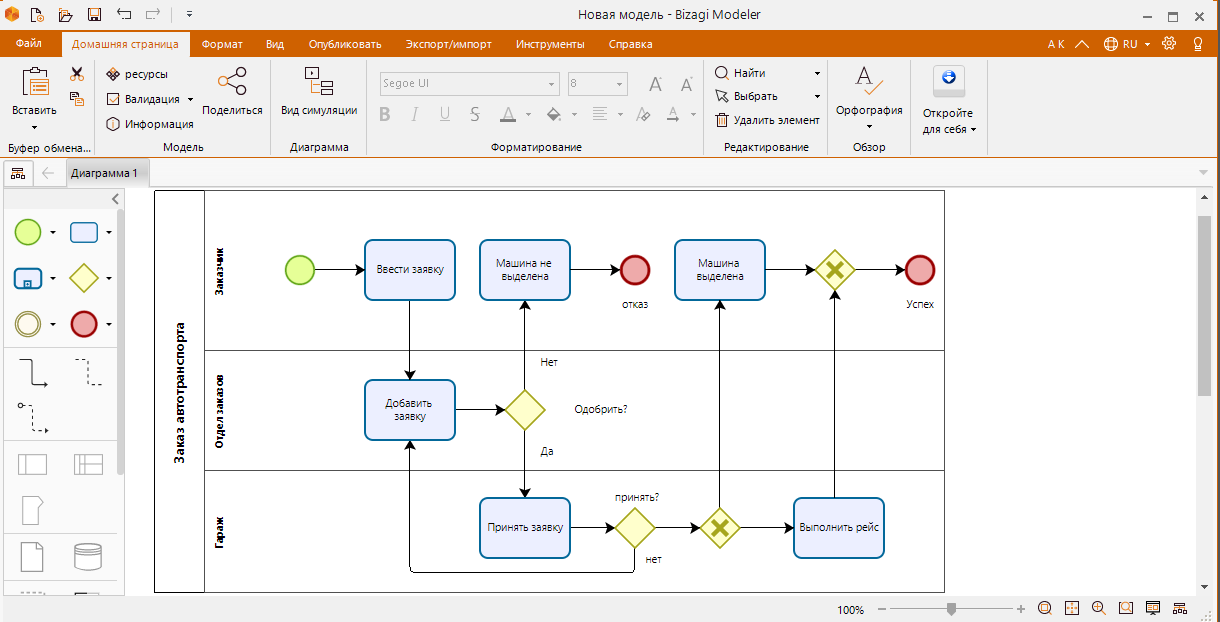 Новая модель - Bizagi Modeler
Файл
Домашняя страница
Формат
Вид
Опубликовать
Экспорт/импорт
Инструменты
Справка
A K
RU
Вставить
Буфер обмена...
ресурсы
Валидация
Информация
Поделиться
Модель
Вид симуляции
Диаграмма
Segoe UI
8
B I U S A
Форматирование
Найти
Выбрать
Удалить элемент
Редактирование
Орфография
Обзор
Откройте
для себя
Диаграмма 1
Заказ автотранспорта
Заказчик
Ввести заявку
Машина не
выделена
отказ
Машина
выделена
Успех
Нет
Отдел заказов
Добавить
заявку
Одобрить?
Да
Гараж
Принять заявку
принять?
нет
Выполнить рейс
100%